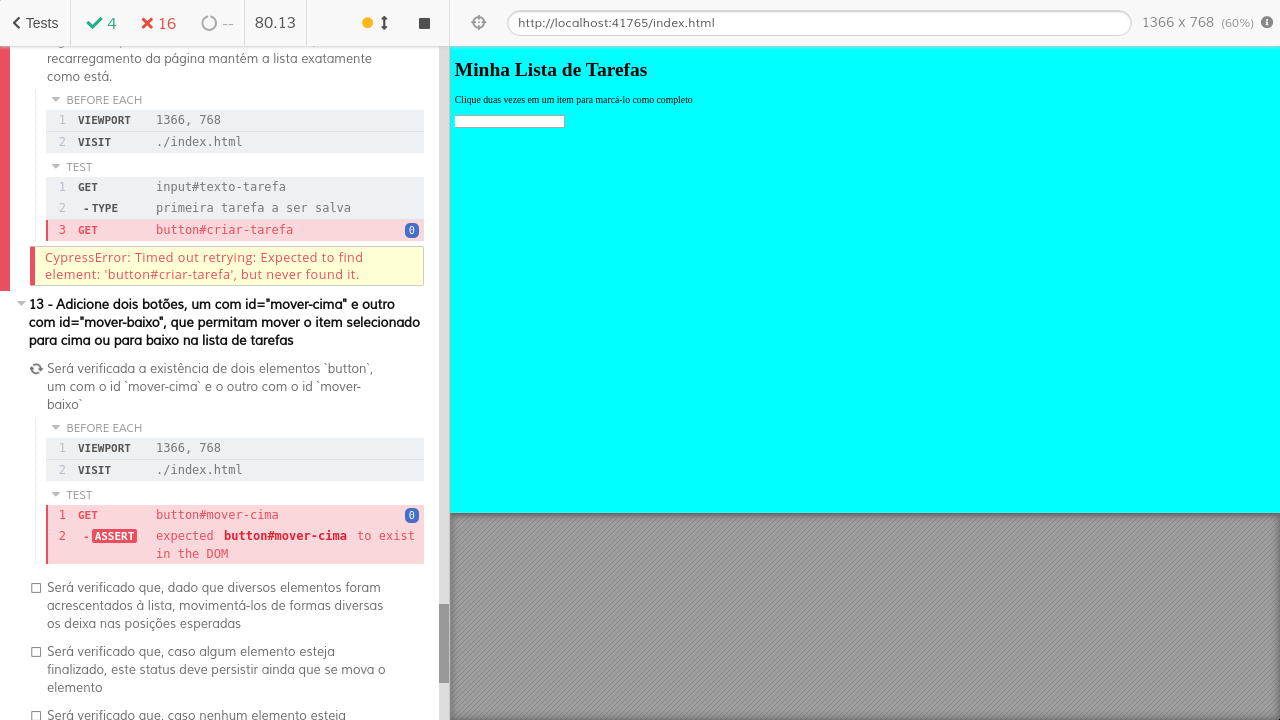 Tests
4
16
--
80.13
http://localhost:41765/index.html
1366 x 768 (60%)
recarregamento da página mantém a lista exatamente
como está.
BEFORE EACH
1 VIEWPORT 1366, 768
2 VISIT ./index.html
TEST
1 GET input#texto-tarefa
2 -TYPE primeira tarefa a ser salva
3 GET button#criar-tarefa 0
CypressError: Timed out retrying: Expected to find
element: 'button#criar-tarefa', but never found it.
13 - Adicione dois botões, um com id="mover-cima" e outro
com id="mover-baixo", que permitam mover o item selecionado
para cima ou para baixo na lista de tarefas
Será verificada a existência de dois elementos `button`,
um com o id `mover-cima` e o outro com o id `mover-
baixo`
BEFORE EACH
1 VIEWPORT 1366, 768
2 VISIT ./index.html
TEST
1 GET button#mover-cima 0
2 -ASSERT expected button#mover-cima to exist
in the DOM
Será verificado que, dado que diversos elementos foram
acrescentados à lista, movimentá-los de formas diversas
os deixa nas posições esperadas
Será verificado que, caso algum elemento esteja
finalizado, este status deve persistir ainda que se mova o
elemento
Será verificado que, caso nenhum elemento esteja
Minha Lista de Tarefas
Clique duas vezes em um item para marcá-lo como completo